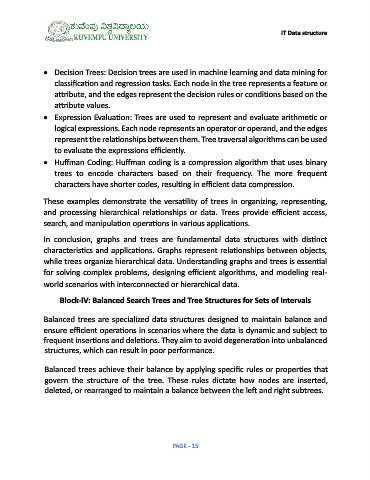 ಕುವೆಂಪು ವಿಶ್ವವಿದ್ಯಾಲಯ
KUVEMPU UNIVERSITY
IT Data structure
• Decision Trees: Decision trees are used in machine learning and data mining for
classification and regression tasks. Each node in the tree represents a feature or
attribute, and the edges represent the decision rules or conditions based on the
attribute values.
• Expression Evaluation: Trees are used to represent and evaluate arithmetic or
logical expressions. Each node represents an operator or operand, and the edges
represent the relationships between them. Tree traversal algorithms can be used
to evaluate the expressions efficiently.
• Huffman Coding: Huffman coding is a compression algorithm that uses binary
trees to encode characters based on their frequency. The more frequent
characters have shorter codes, resulting in efficient data compression.
These examples demonstrate the versatility of trees in organizing, representing,
and processing hierarchical relationships or data. Trees provide efficient access,
search, and manipulation operations in various applications.
In conclusion, graphs and trees are fundamental data structures with distinct
characteristics and applications. Graphs represent relationships between objects,
while trees organize hierarchical data. Understanding graphs and trees is essential
for solving complex problems, designing efficient algorithms, and modeling real-
world scenarios with interconnected or hierarchical data.
Block-IV: Balanced Search Trees and Tree Structures for Sets of Intervals
Balanced trees are specialized data structures designed to maintain balance and
ensure efficient operations in scenarios where the data is dynamic and subject to
frequent insertions and deletions. They aim to avoid degeneration into unbalanced
structures, which can result in poor performance.
Balanced trees achieve their balance by applying specific rules or properties that
govern the structure of the tree. These rules dictate how nodes are inserted,
deleted, or rearranged to maintain a balance between the left and right subtrees.
PAGE - 15